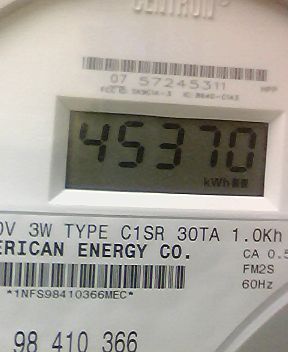 CENTRON
07 57245311
45370
kWh
0V 3W TYPE C1SR 30TA 1.0Kh
ERICAN ENERGY CO.
CA 0.5
FM2S
60Hz
*1NFS98410366MEC*
98 410 366